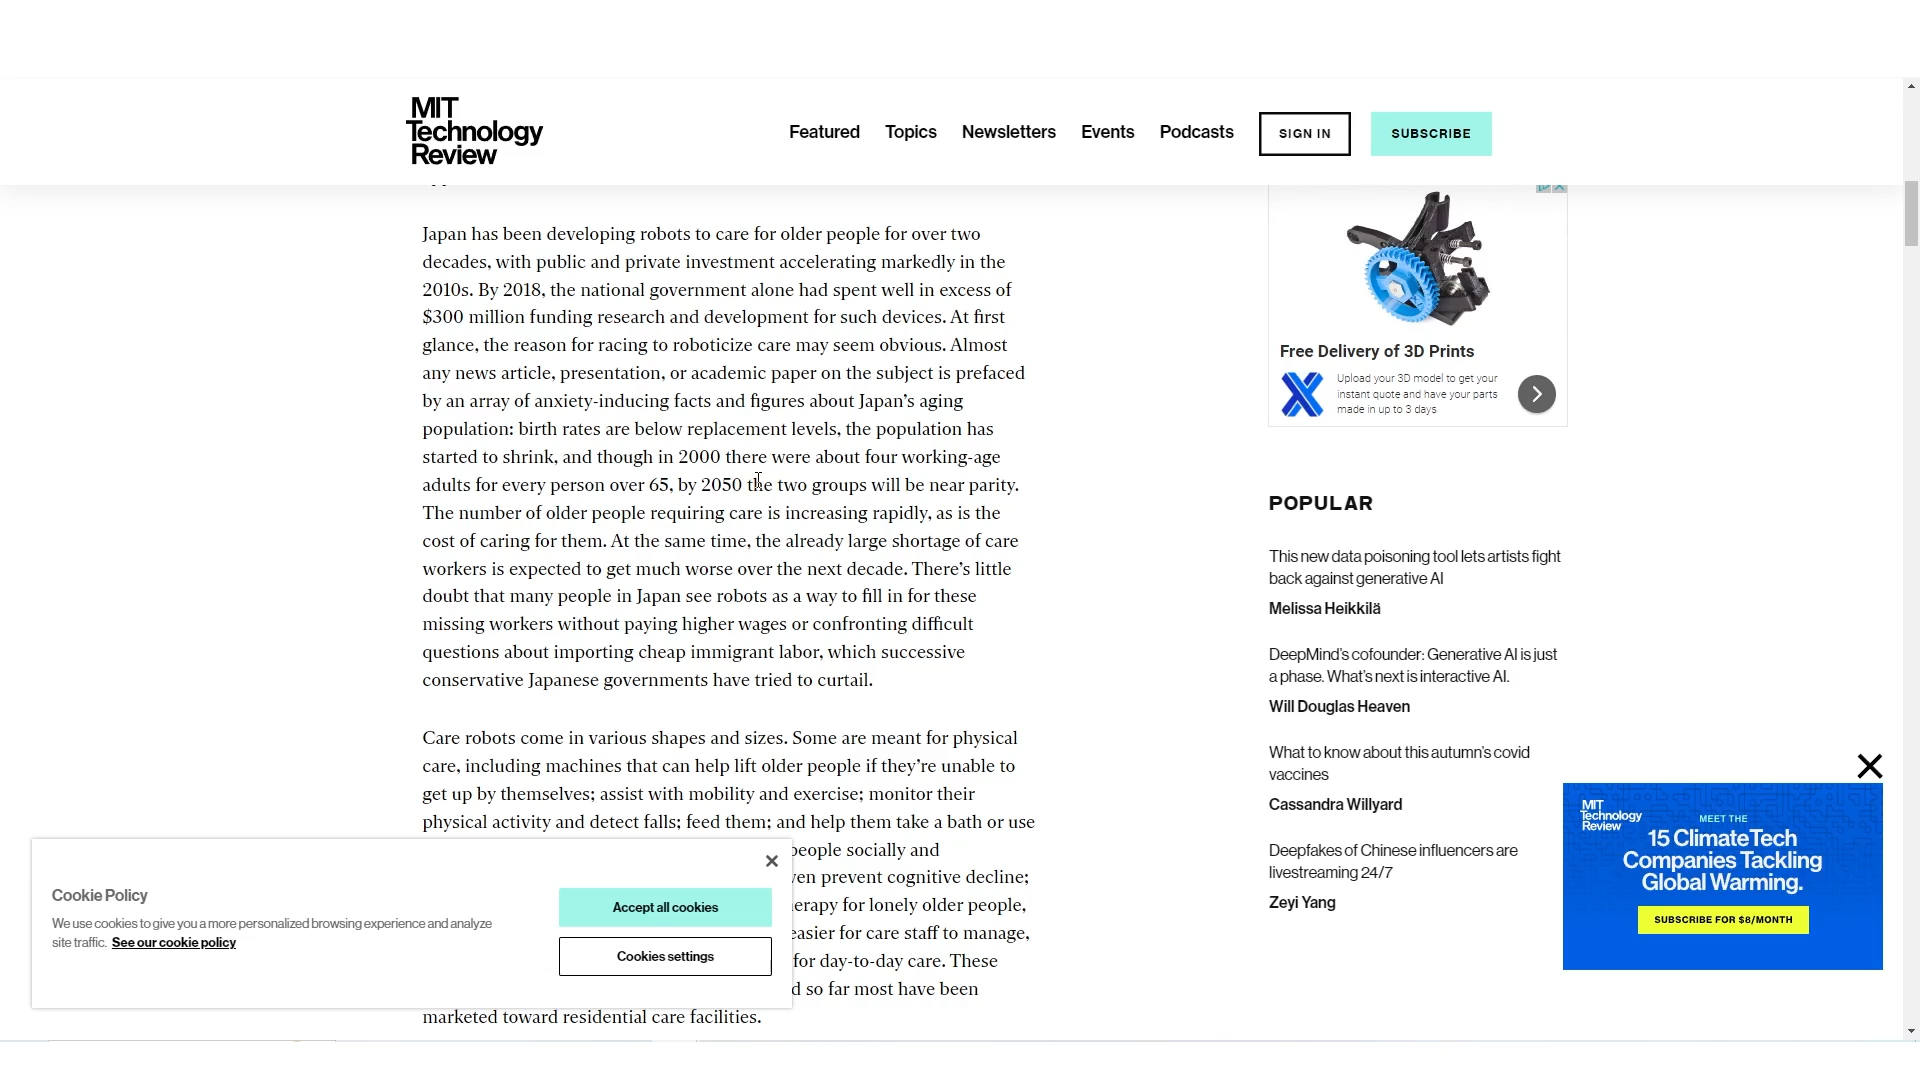 MIT
Technology
Review
Featured
Topics
Newsletters
Events
Podcasts
SIGN IN
SUBSCRIBE
Japan has been developing robots to care for older people for over two
decades, with public and private investment accelerating markedly in the
2010s. By 2018, the national government alone had spent well in excess of
$300 million funding research and development for such devices. At first
glance, the reason for racing to roboticize care may seem obvious. Almost
any news article, presentation, or academic paper on the subject is prefaced
by an array of anxiety-inducing facts and figures about Japan’s aging
population: birth rates are below replacement levels, the population has
started to shrink, and though in 2000 there were about four working-age
adults for every person over 65, by 2050 the two groups will be near parity.
The number of older people requiring care is increasing rapidly, as is the
cost of caring for them. At the same time, the already large shortage of care
workers is expected to get much worse over the next decade. There’s little
doubt that many people in Japan see robots as a way to fill in for these
missing workers without paying higher wages or confronting difficult
questions about importing cheap immigrant labor, which successive
conservative Japanese governments have tried to curtail.
Care robots come in various shapes and sizes. Some are meant for physical
care, including machines that can help lift older people if they’re unable to
get up by themselves; assist with mobility and exercise; monitor their
physical activity and detect falls; feed them; and help them take a bath or use
people socially and
ven prevent cognitive decline;
erapy for lonely older people,
easier for care staff to manage,
for day-to-day care. These
d so far most have been
marketed toward residential care facilities.
Cookie Policy
We use cookies to give you a more personalized browsing experience and analyze
site traffic. See our cookie policy
Accept all cookies
Cookies settings
Free Delivery of 3D Prints
Upload your 3D model to get your
instant quote and have your parts
made in up to 3 days
POPULAR
This new data poisoning tool lets artists fight
back against generative AI
Melissa Heikkilä
DeepMind’s cofounder: Generative AI is just
a phase. What’s next is interactive AI.
Will Douglas Heaven
What to know about this autumn’s covid
vaccines
Cassandra Willyard
Deepfakes of Chinese influencers are
livestreaming 24/7
Zeyi Yang
MIT
Technology
Review
MEET THE
15 ClimateTech
Companies Tackling
Global Warming.
SUBSCRIBE FOR $8/MONTH